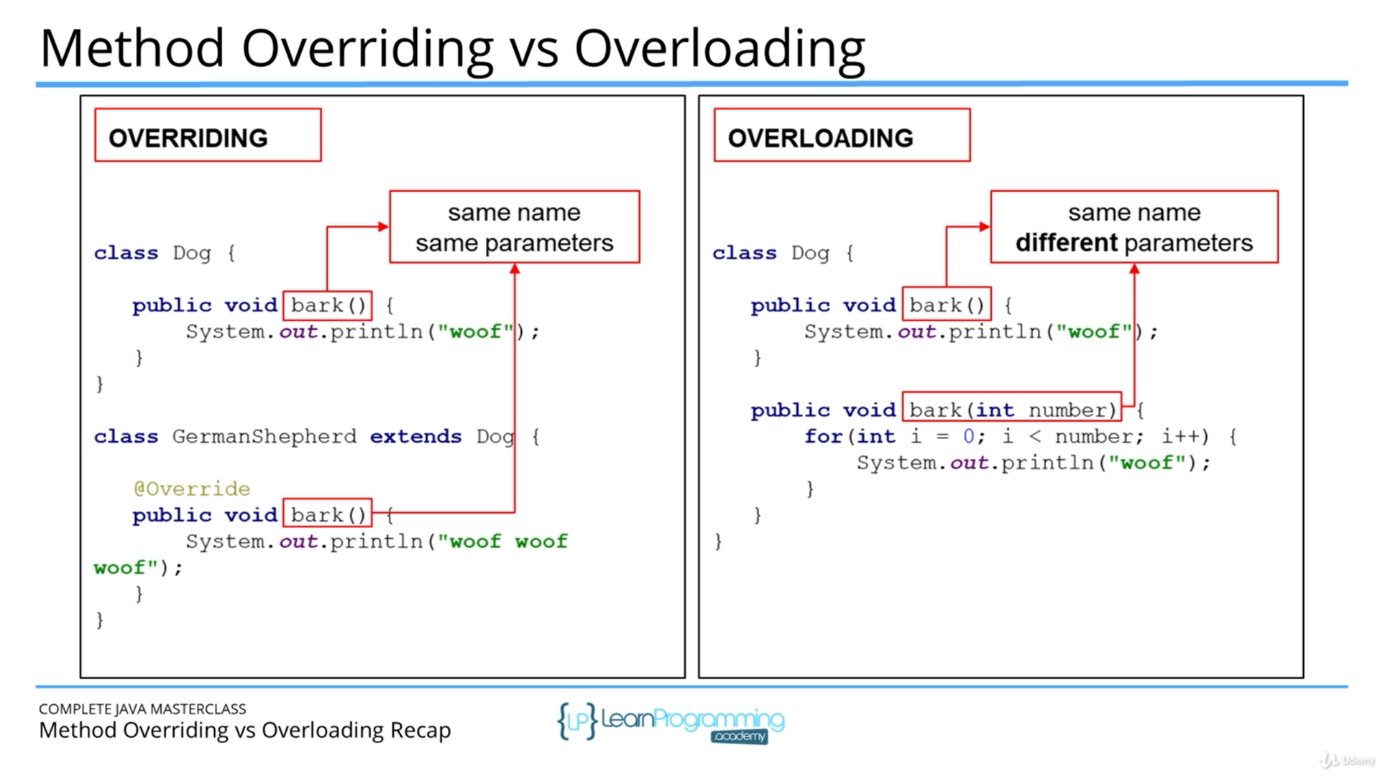 Method Overriding vs Overloading
OVERRIDING
same name
same parameters
class Dog {
public void bark() {
System.out.println("woof");
}
}
class GermanShepherd extends Dog {
@Override
public void bark() {
System.out.println("woof woof
woof");
}
}
OVERLOADING
same name
different parameters
class Dog {
public void bark() {
System.out.println("woof");
}
public void bark(int number) {
for(int i = 0; i < number; i++) {
System.out.println("woof");
}
}
}
COMPLETE JAVA MASTERCLASS
Method Overriding vs Overloading Recap
{LP} LearnProgramming
.academy
Udemy